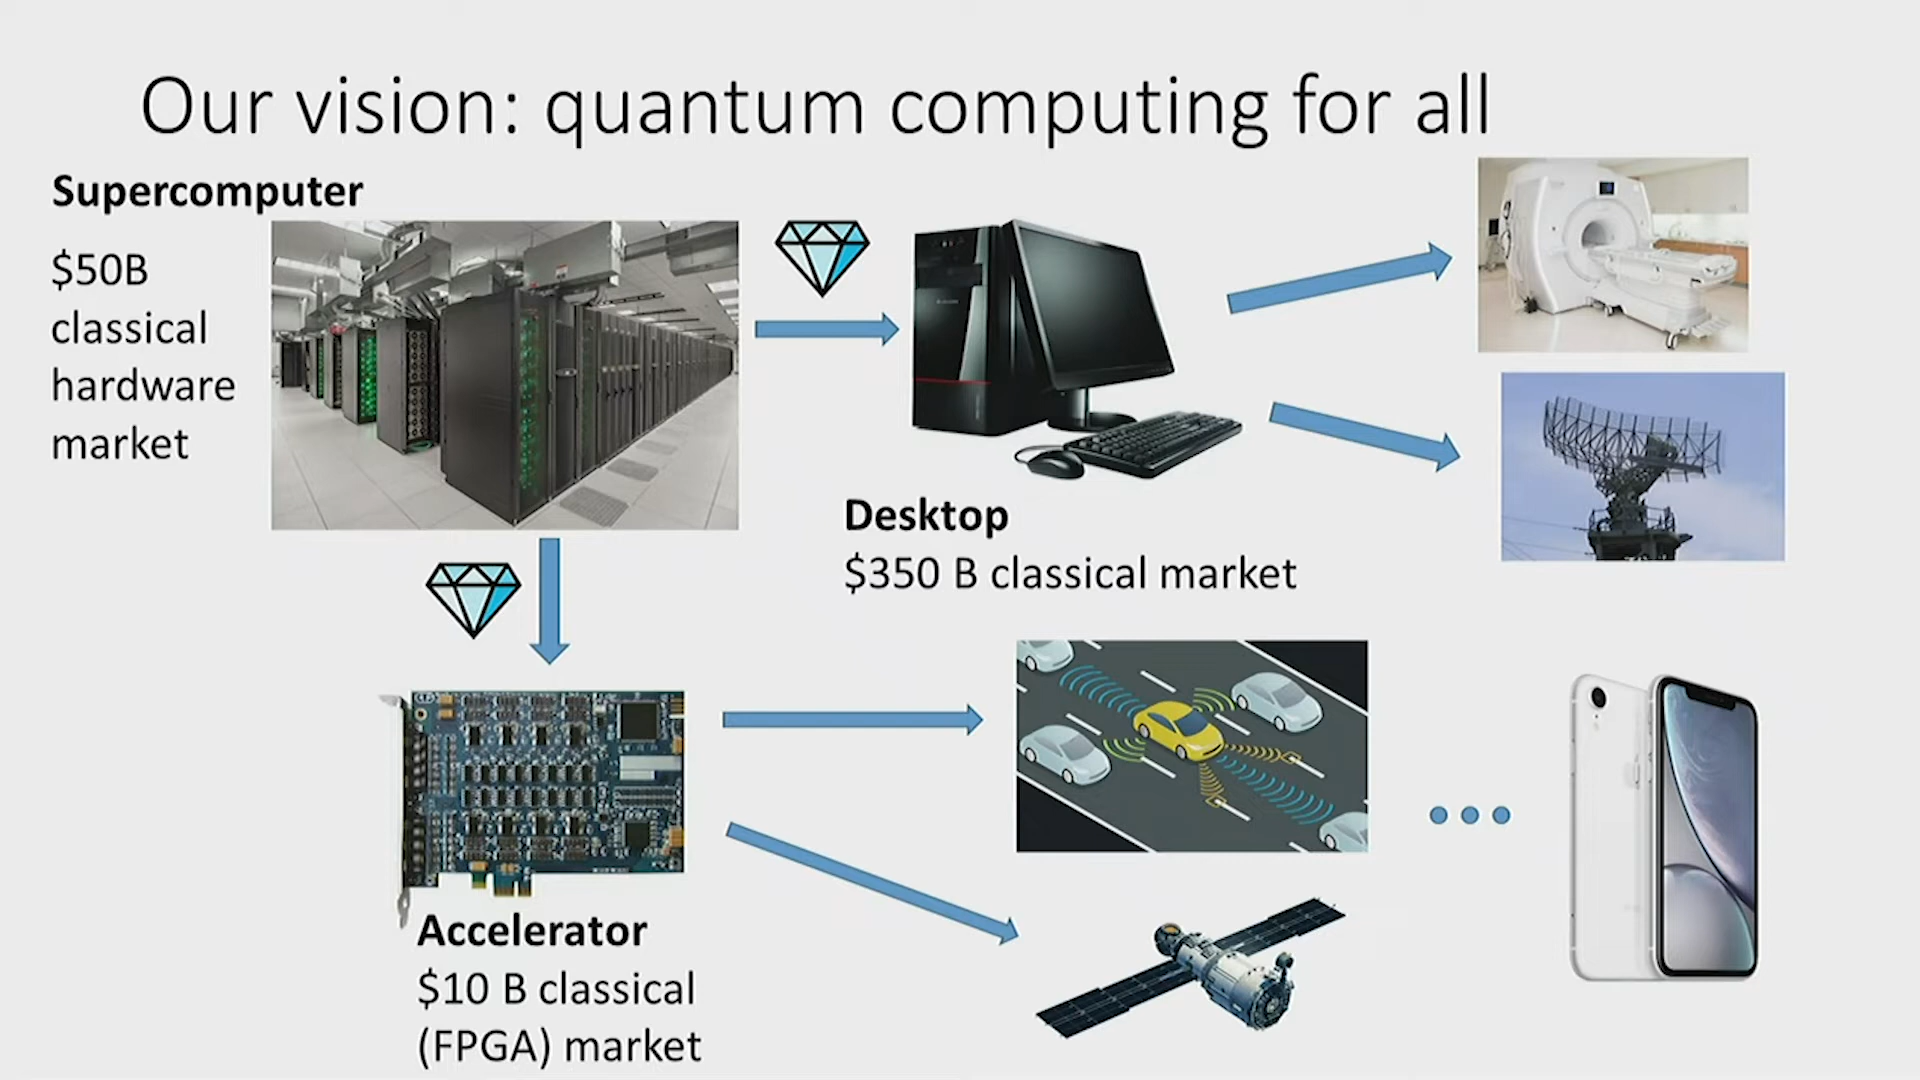 Our vision: quantum computing for all
Supercomputer
$50B
classical
hardware
market
Desktop
$350 B classical market
Accelerator
$10 B classical
(FPGA) market